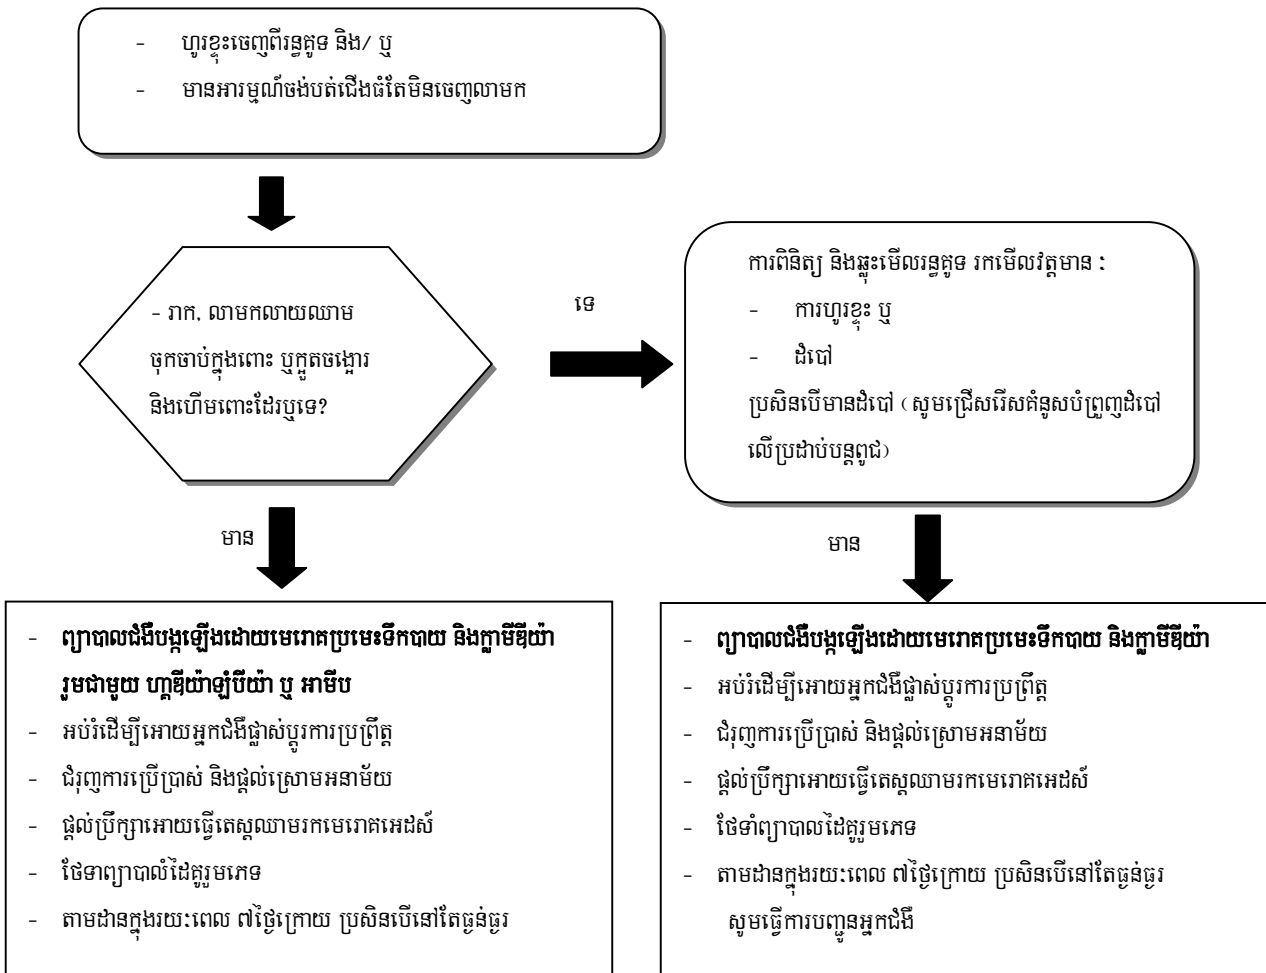 - ហូរខ្ទុះចេញពីរន្ធគូទ និង/ ឬ
- មានអារម្មណ៍ចង់បត់ជើងធំតែមិនចេញលាមក
- រាក, លាមកលាយឈាម
ចុកចាប់ក្នុងពោះ ឬក្អួតចង្អោរ
និងហើមពោះដែរឬទេ?
ទេ
ការពិនិត្យ និងឆ្លុះមើលរន្ធគូទ រកមើលវត្តមាន :
- ការហូរខ្ទុះ ឬ
- ដំបៅ
ប្រសិនបើមានដំបៅ (សូមជ្រើសរើសគំនូសបំព្រួញដំបៅ
លើប្រដាប់បន្តពូជ)
មាន
មាន
- ព្យាបាលជំងឺបង្កឡើងដោយមេរោគប្រមេះទឹកបាយ និងក្លាមីឌីយ៉ា
រួមជាមួយ ហ្គាឌីយ៉ាឡំបីយ៉ា ឬ អាមីប
- អប់រំដើម្បីអោយអ្នកជំងឺផ្លាស់ប្តូរការប្រព្រឹត្ត
- ជំរុញការប្រើប្រាស់ និងផ្តល់ស្រោមអនាម័យ
- ផ្តល់ប្រឹក្សាអោយធ្វើតេស្តឈាមរកមេរោគអេដស៍
- ថែទាព្យាបាលំដៃគូរួមភេទ
- តាមដានក្នុងរយ:ពេល ៧ថ្ងៃក្រោយ ប្រសិនបើនៅតែធ្ងន់ធ្ងរ
- ព្យាបាលជំងឺបង្កឡើងដោយមេរោគប្រមេះទឹកបាយ និងក្លាមីឌីយ៉ា
- អប់រំដើម្បីអោយអ្នកជំងឺផ្លាស់ប្តូរការប្រព្រឹត្ត
- ជំរុញការប្រើប្រាស់ និងផ្តល់ស្រោមអនាម័យ
- ផ្តល់ប្រឹក្សាអោយធ្វើតេស្តឈាមរកមេរោគអេដស៍
- ថែទាំព្យាបាលដៃគូរួមភេទ
- តាមដានក្នុងរយ:ពេល ៧ថ្ងៃក្រោយ ប្រសិនបើនៅតែធ្ងន់ធ្ងរ
សូមធ្វើការបញ្ជូនអ្នកជំងឺ